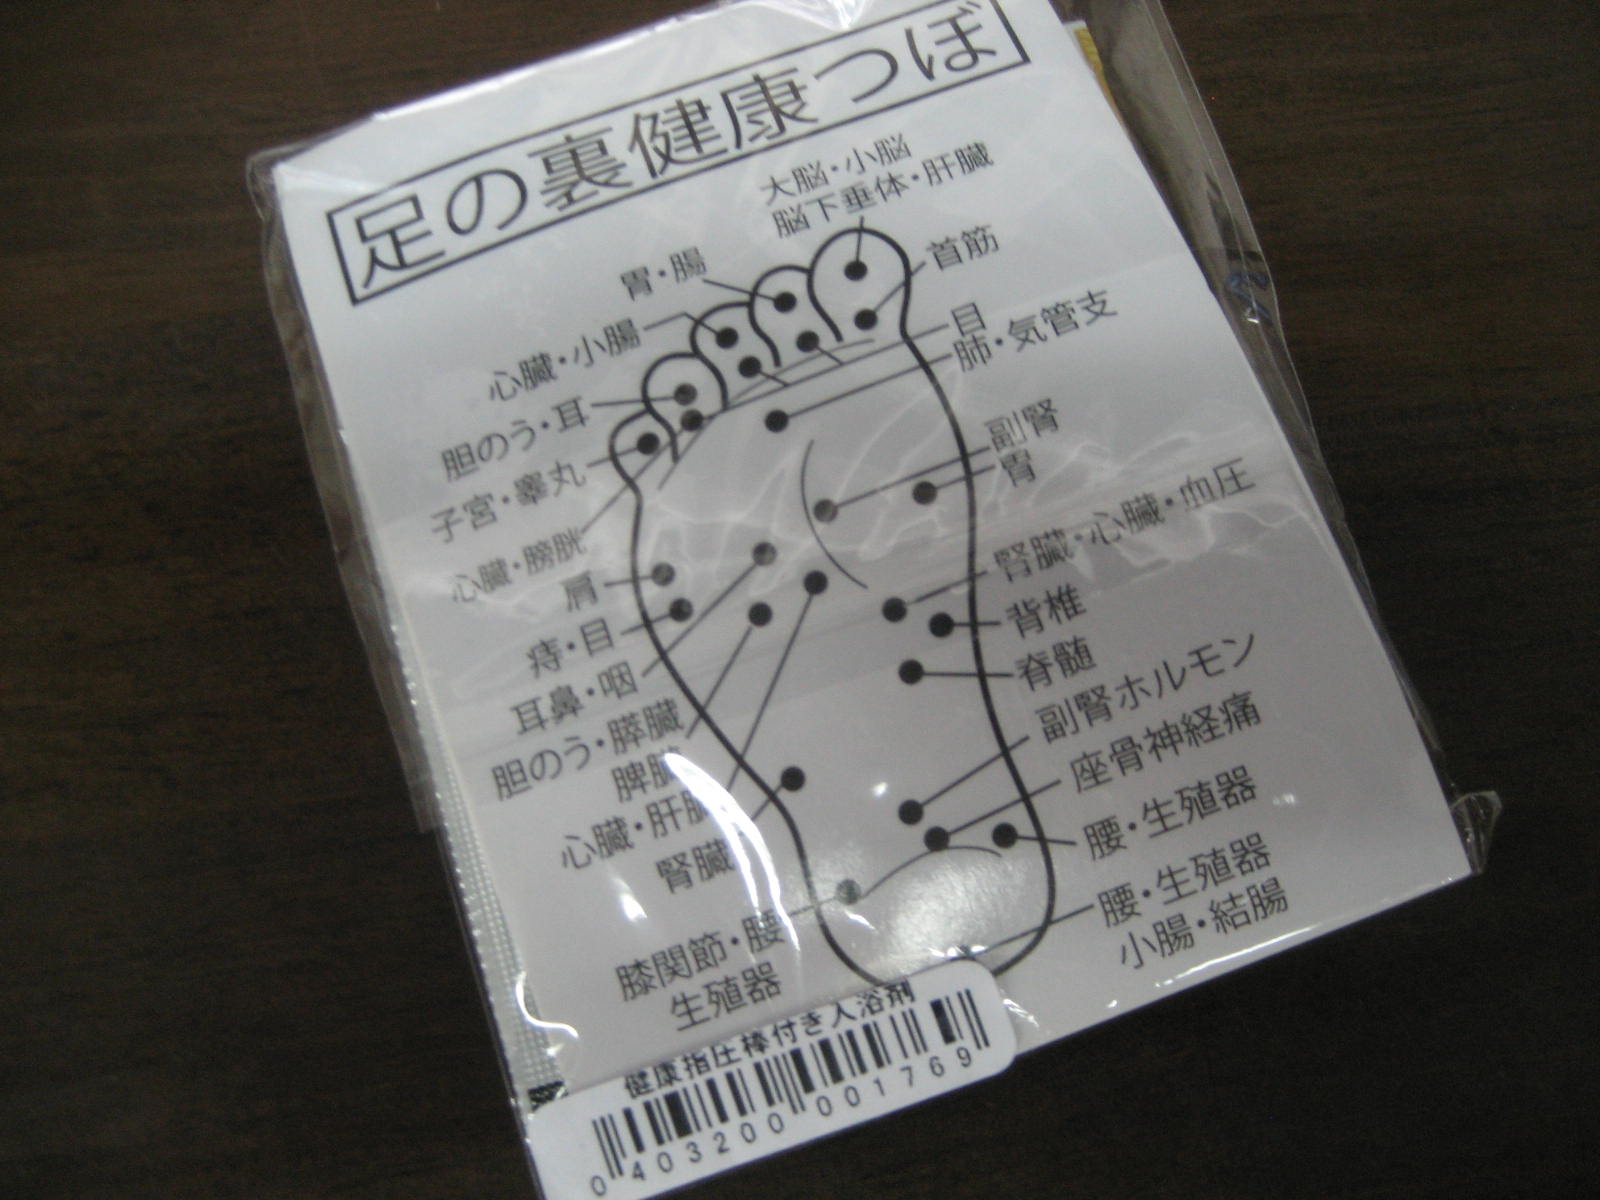 足の裏健康つぼ
大脳・小脳
脳下垂体・肝臓
胃・腸
首筋
心臓・小腸
目
肺・気管支
胆のう・耳
副腎
胃
子宮・睾丸
腎臓・心臓・血圧
心臓・膀胱
肩
背椎
痔・目
脊髄
耳鼻・咽
副腎ホルモン
胆のう・膵臓
座骨神経痛
脾臓
心臓・肝臓
腰・生殖器
腎臓
腰・生殖器
小腸・結腸
膝関節・腰
生殖器
健康指圧棒付き入浴剤
0403200001769